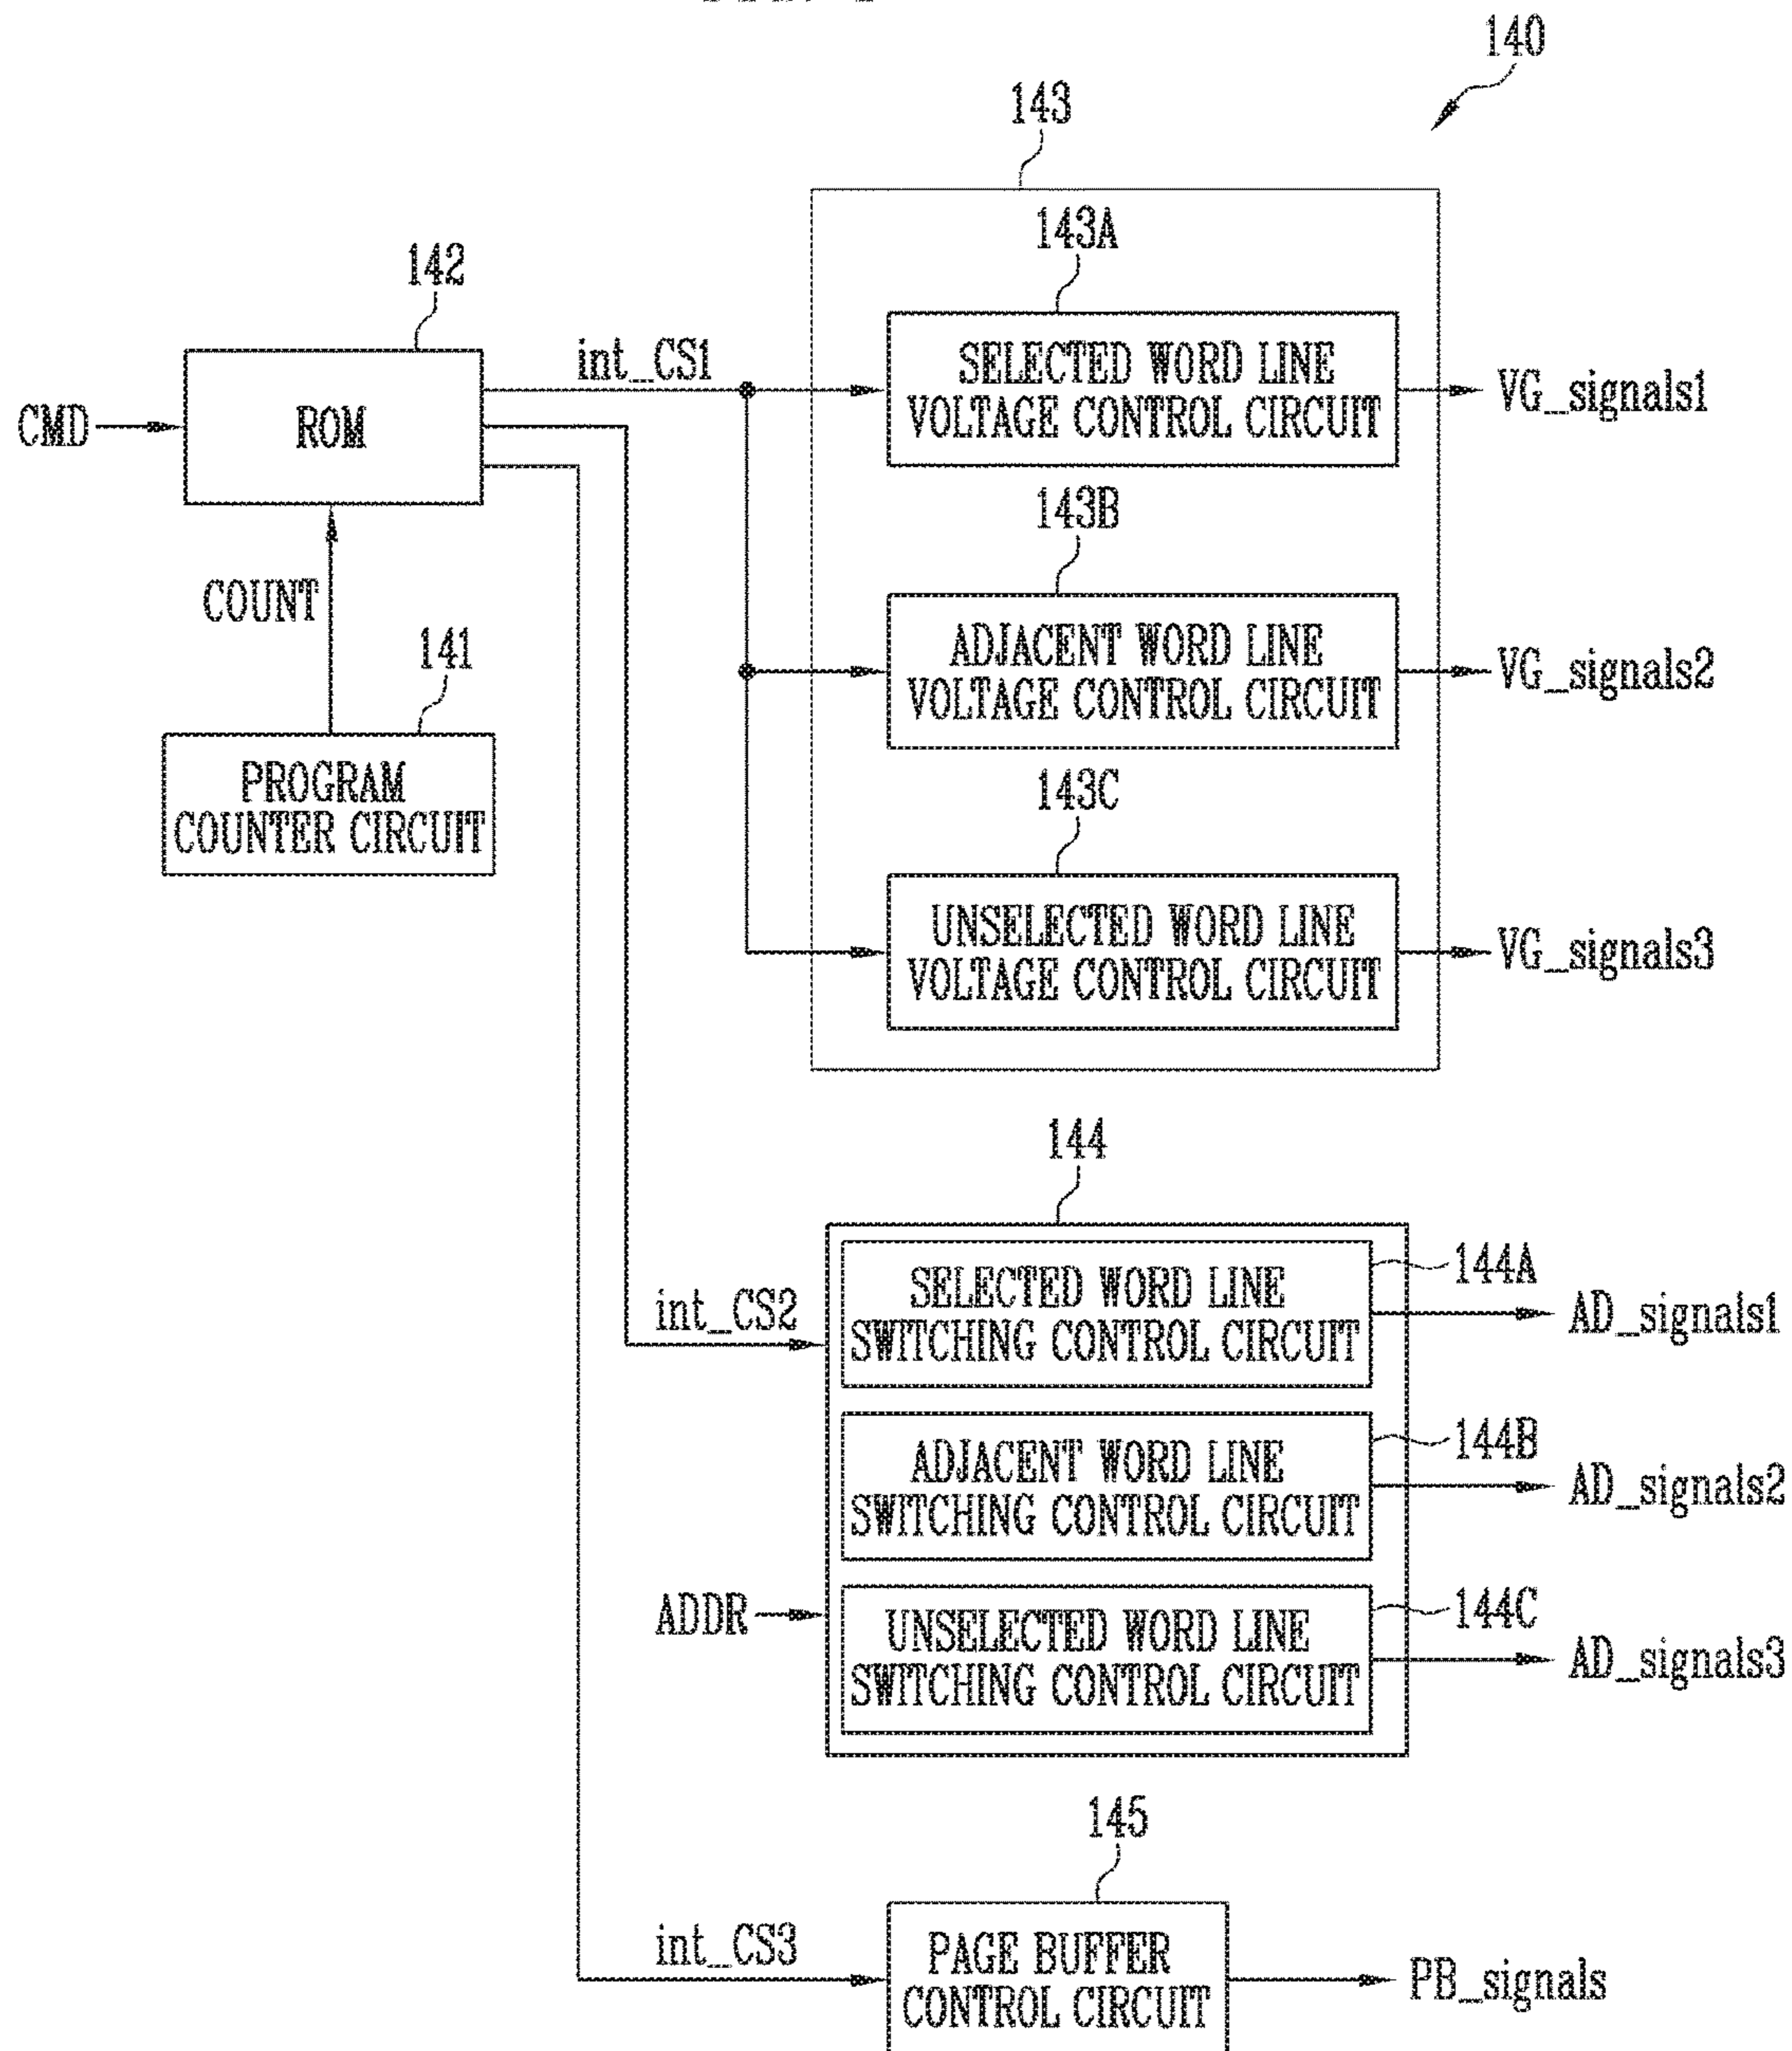 140
143
143A
142
int_CS1
SELECTED WORD LINE
VOLTAGE CONTROL CIRCUIT
VG_signals1
CMD
ROM
143B
COUNT
141
ADJACENT WORD LINE
VOLTAGE CONTROL CIRCUIT
VG_signals2
PROGRAM
COUNTER CIRCUIT
143C
UNSELECTED WORD LINE
VOLTAGE CONTROL CIRCUIT
VG_signals3
144
144A
int_CS2
SELECTED WORD LINE
SWITCHING CONTROL CIRCUIT
AD_signals1
144B
ADJACENT WORD LINE
SWITCHING CONTROL CIRCUIT
AD_signals2
ADDR
144C
UNSELECTED WORD LINE
SWITCHING CONTROL CIRCUIT
AD_signals3
145
int_CS3
PAGE BUFFER
CONTROL CIRCUIT
PB_signals